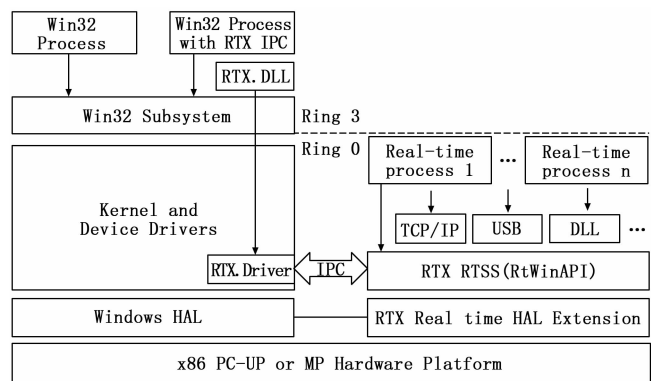 Win32
Process
Win32 Process
with RTX IPC
RTX.DLL
Win32 Subsystem
Ring 3
Ring 0
Real-time
process 1
...
Real-time
process n
Kernel and
Device Drivers
TCP/IP
USB
DLL
...
RTX.Driver
IPC
RTX RTSS(RtWinAPI)
Windows HAL
RTX Real time HAL Extension
x86 PC-UP or MP Hardware Platform